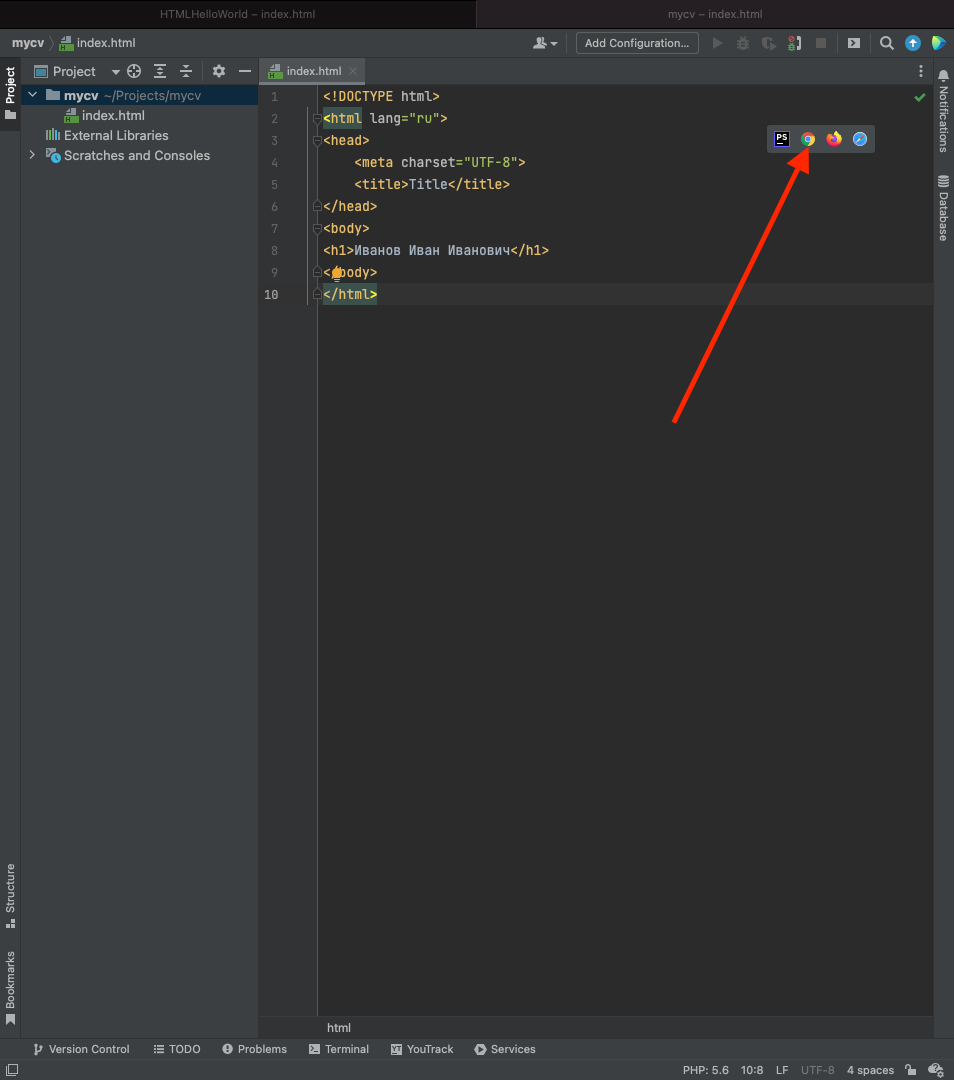 HTMLHelloWorld – index.html
mycv – index.html
mycv
index.html
Add Configuration...
Project
Project
index.html
mycv ~/Projects/mycv
index.html
External Libraries
Scratches and Consoles
1 <!DOCTYPE html>
2 <html lang="ru">
3 <head>
4 <meta charset="UTF-8">
5 <title>Title</title>
6 </head>
7 <body>
8 <h1>Иванов Иван Иванович</h1>
9 <body>
10 </html>
PS
Notifications
Database
Structure
Bookmarks
html
Version Control
TODO
Problems
Terminal
YT YouTrack
Services
PHP: 5.6
10:8
LF
UTF-8
4 spaces